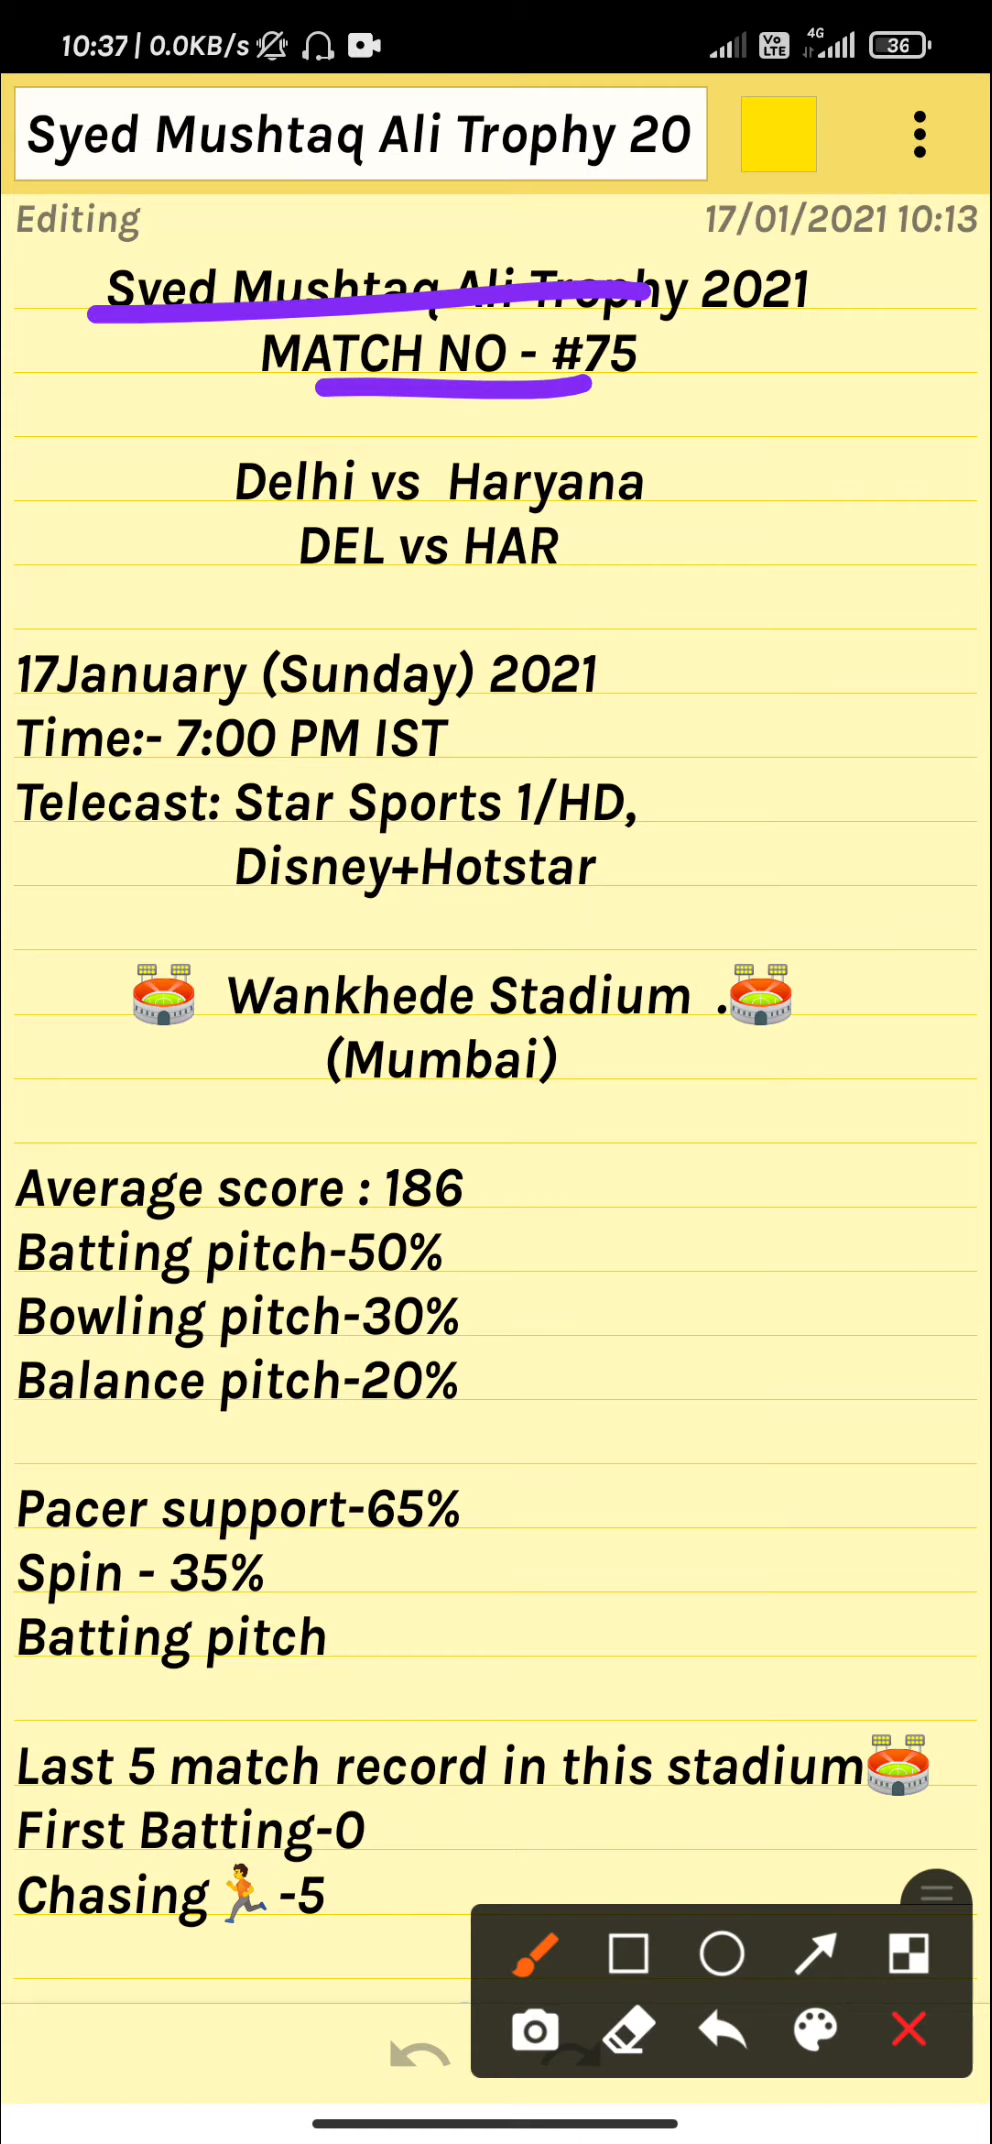 10:37 | 0.0KB/s Vo LTE 4G 36
Syed Mushtaq Ali Trophy 20
Editing 17/01/2021 10:13
Syed Mushtaq Ali Trophy 2021
MATCH NO - #75
Delhi vs Haryana
DEL vs HAR
17January (Sunday) 2021
Time:- 7:00 PM IST
Telecast: Star Sports 1/HD,
Disney+Hotstar
🏟 Wankhede Stadium .🏟
(Mumbai)
Average score : 186
Batting pitch-50%
Bowling pitch-30%
Balance pitch-20%
Pacer support-65%
Spin - 35%
Batting pitch
Last 5 match record in this stadium🏟
First Batting-0
Chasing🏃-5